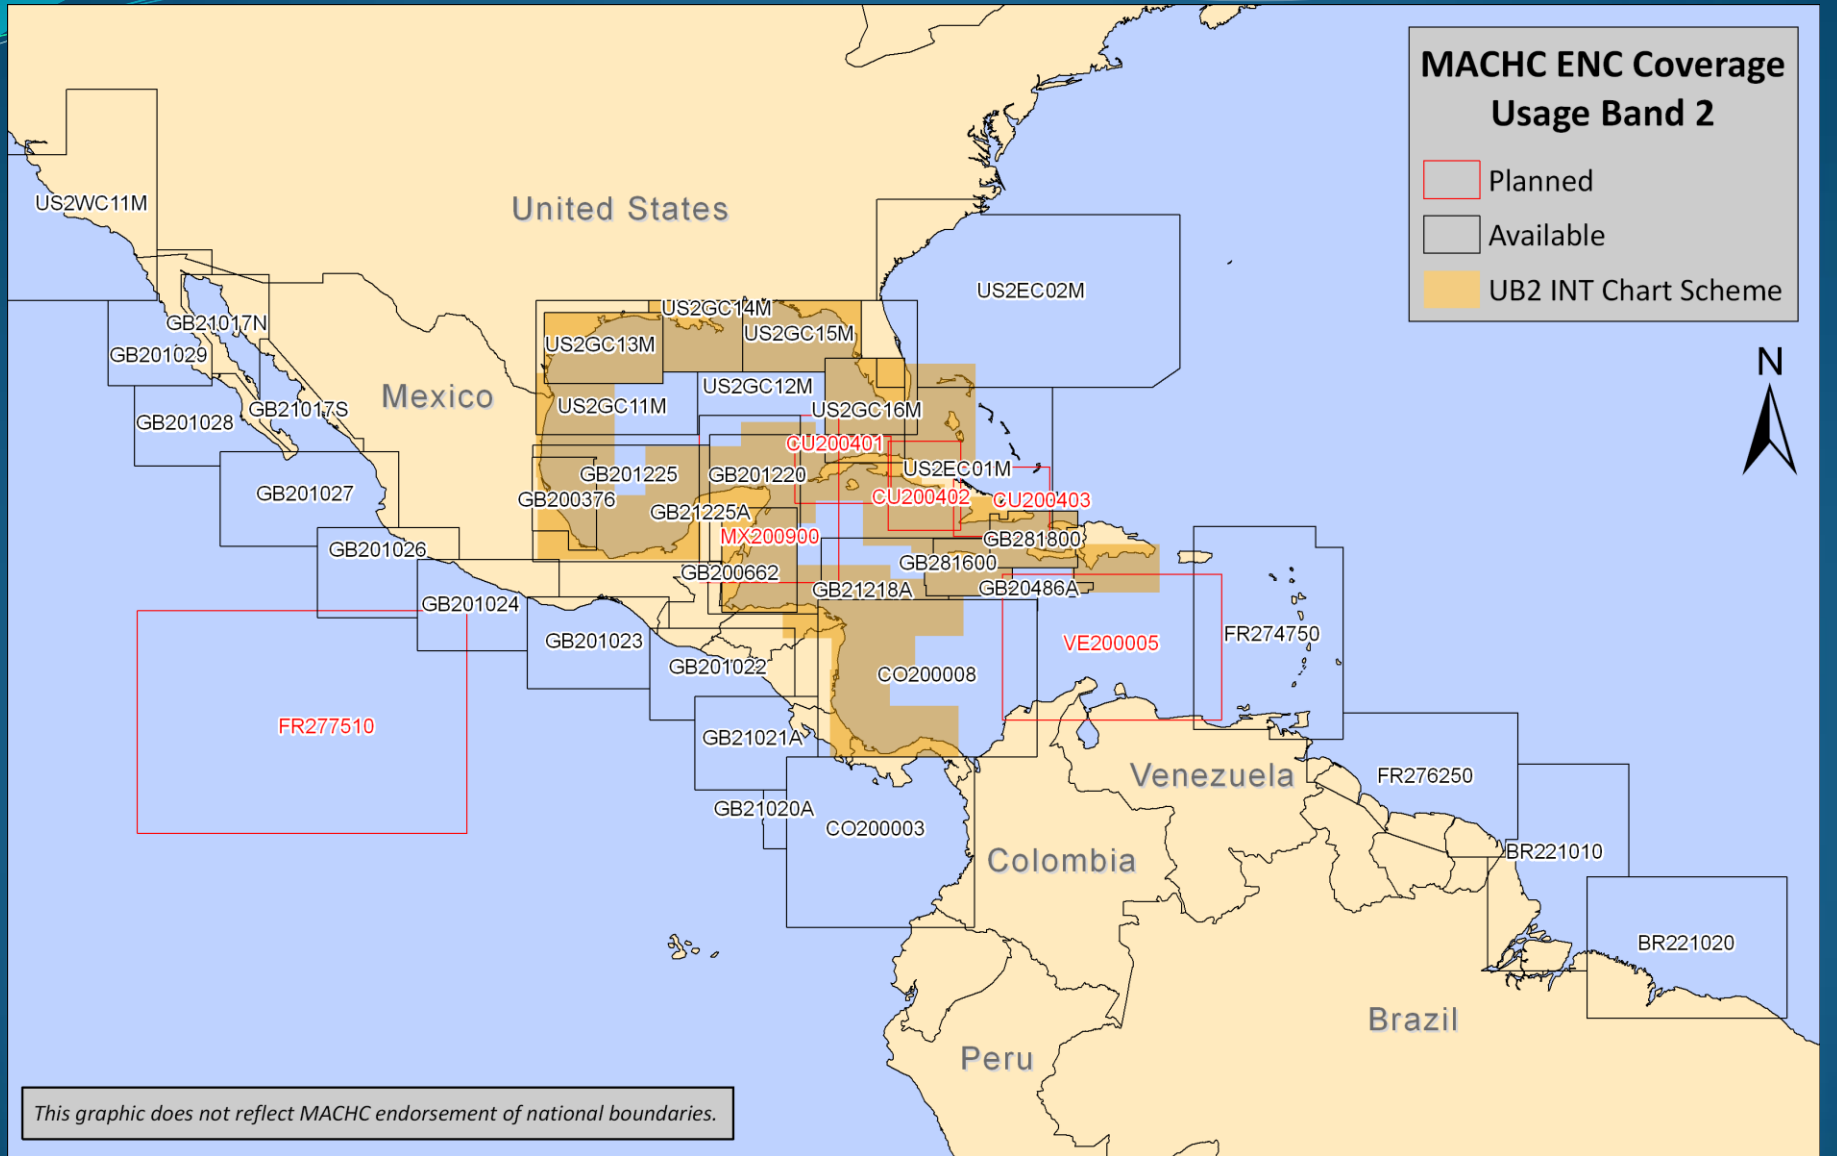 MACHC ENC Coverage
Usage Band 2
Planned
Available
UB2 INT Chart Scheme
N
US2WC11M
United States
US2EC02M
US2GC14M
GB21017N
US2GC15M
US2GC13M
GB201029
US2GC12M
Mexico
US2GC11M
GB21017S
US2GC16M
GB201028
CU200401
US2EC01M
GB201225
GB201220
GB201027
CU200402
GB200376
CU200403
GB21225A
MX200900
GB281800
GB201026
GB281600
GB200662
GB21218A
GB20486A
GB201024
FR274750
GB201023
VE200005
GB201022
CO200008
FR277510
GB21021A
Venezuela
FR276250
GB21020A
CO200003
BR221010
Colombia
BR221020
Brazil
Peru
This graphic does not reflect MACHC endorsement of national boundaries.